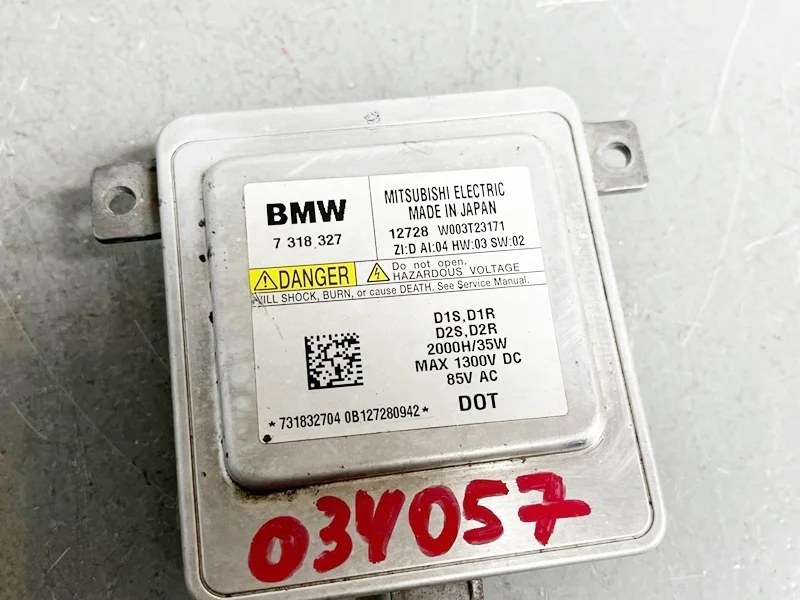 BMW
7 318 327
MITSUBISHI ELECTRIC
MADE IN JAPAN
12728 W003T23171
ZI:D AI:04 HW:03 SW:02
DANGER
Do not open.
HAZARDOUS VOLTAGE
WILL SHOCK, BURN, or cause DEATH. See Service Manual.
D1S,D1R
D2S,D2R
2000H/35W
MAX 1300V DC
85V AC
*731832704 0B127280942*
DOT
034057